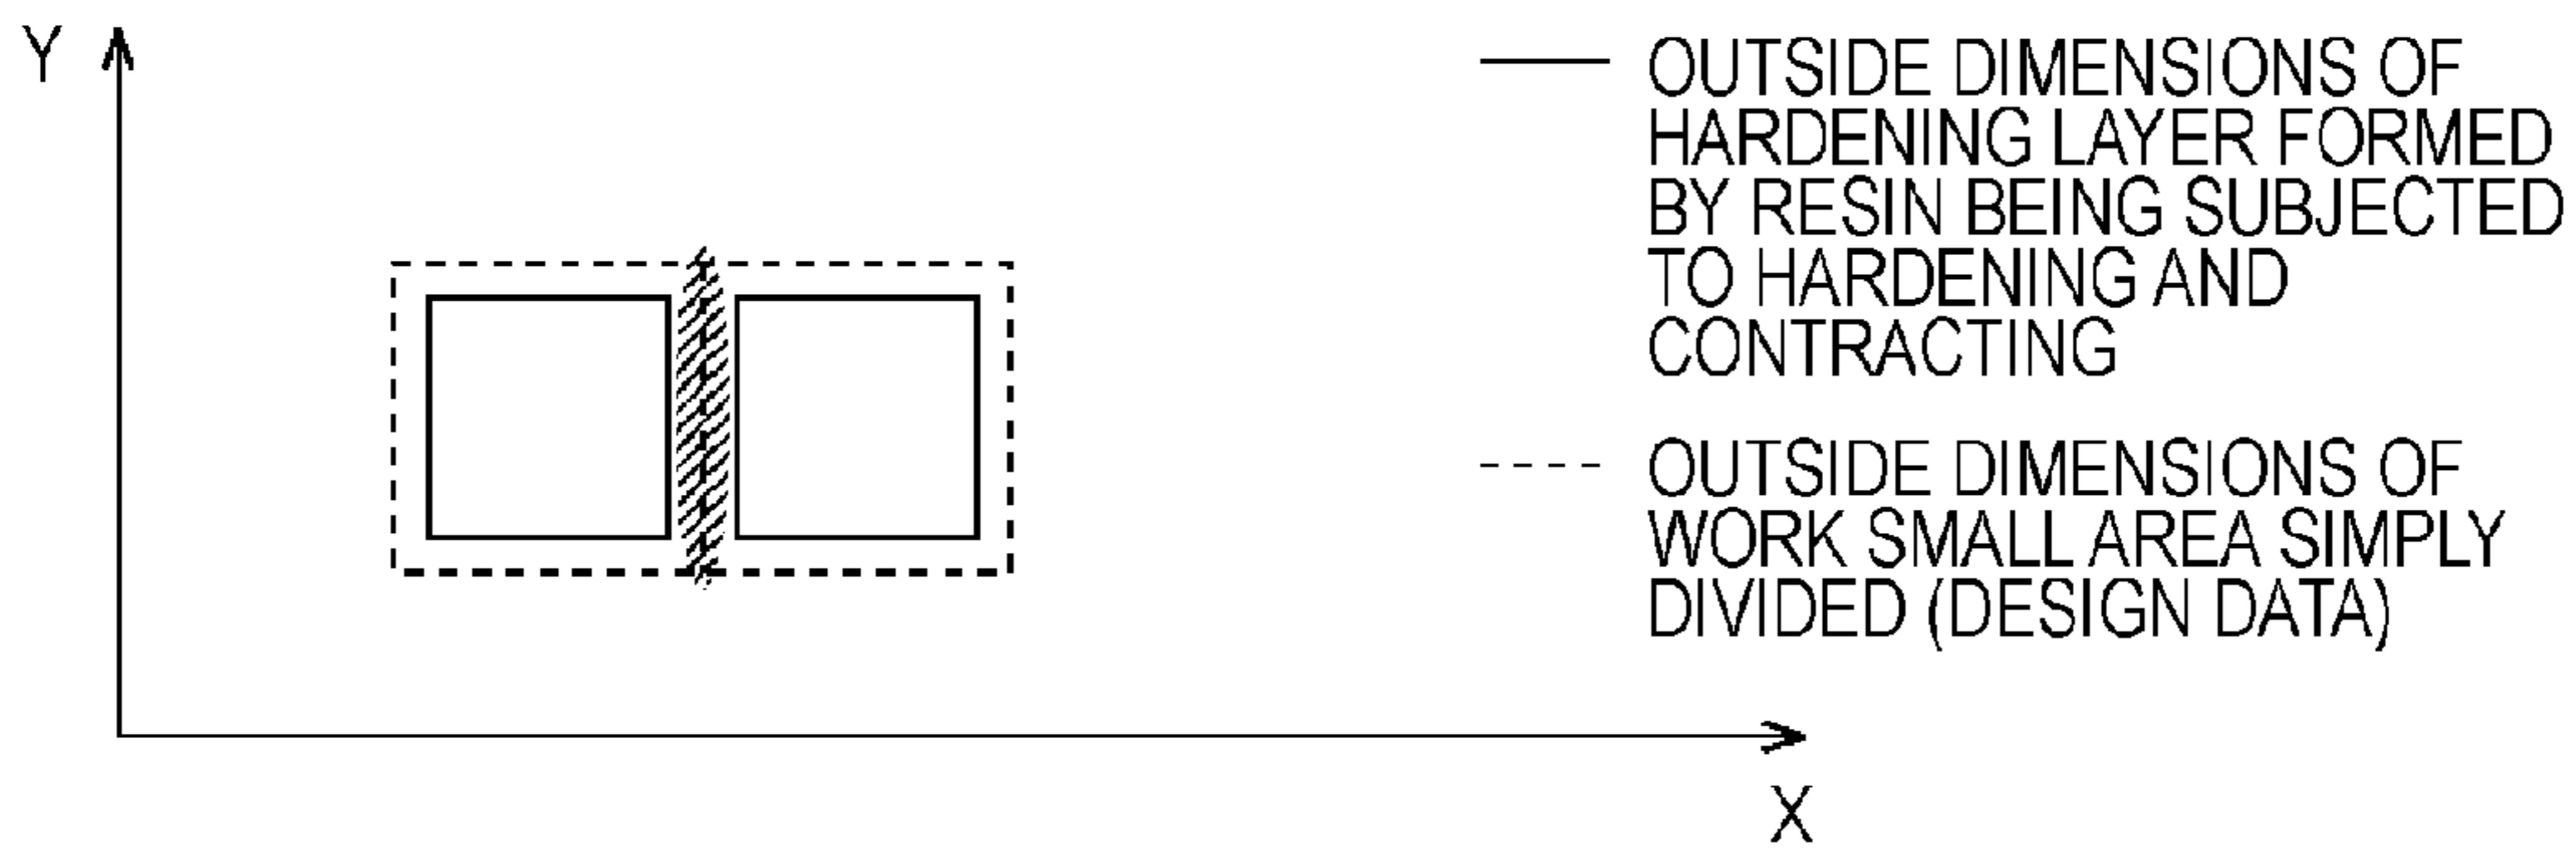 Y
OUTSIDE DIMENSIONS OF
HARDENING LAYER FORMED
BY RESIN BEING SUBJECTED
TO HARDENING AND
CONTRACTING
OUTSIDE DIMENSIONS OF
WORK SMALL AREA SIMPLY
DIVIDED (DESIGN DATA)
X